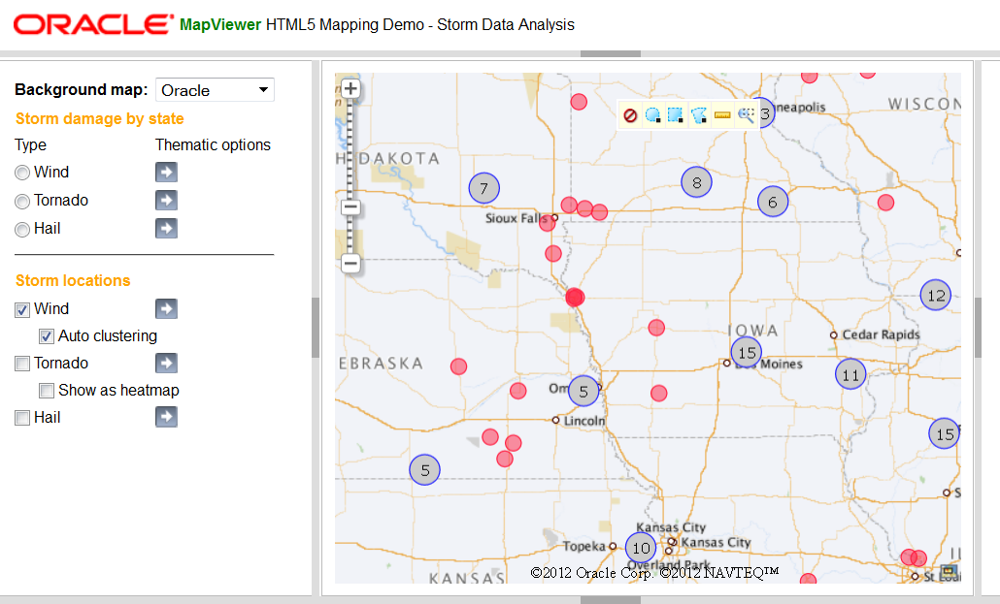 ORACLE MapViewer HTML5 Mapping Demo - Storm Data Analysis
Background map: Oracle
Storm damage by state
Type Thematic options
Wind
Tornado
Hail
Storm locations
Wind
Auto clustering
Tornado
Show as heatmap
Hail
3
neapolis
WISCON
H DAKOTA
7
8
6
Sioux Falls
12
IOWA
Cedar Rapids
15
Moines
11
EBRASKA
Om
5
Lincoln
15
5
S
Kansas City
Kansas City
Topeka
10
Overland Park
St Loui
KANSAS
©2012 Oracle Corp. ©2012 NAVTEQ™